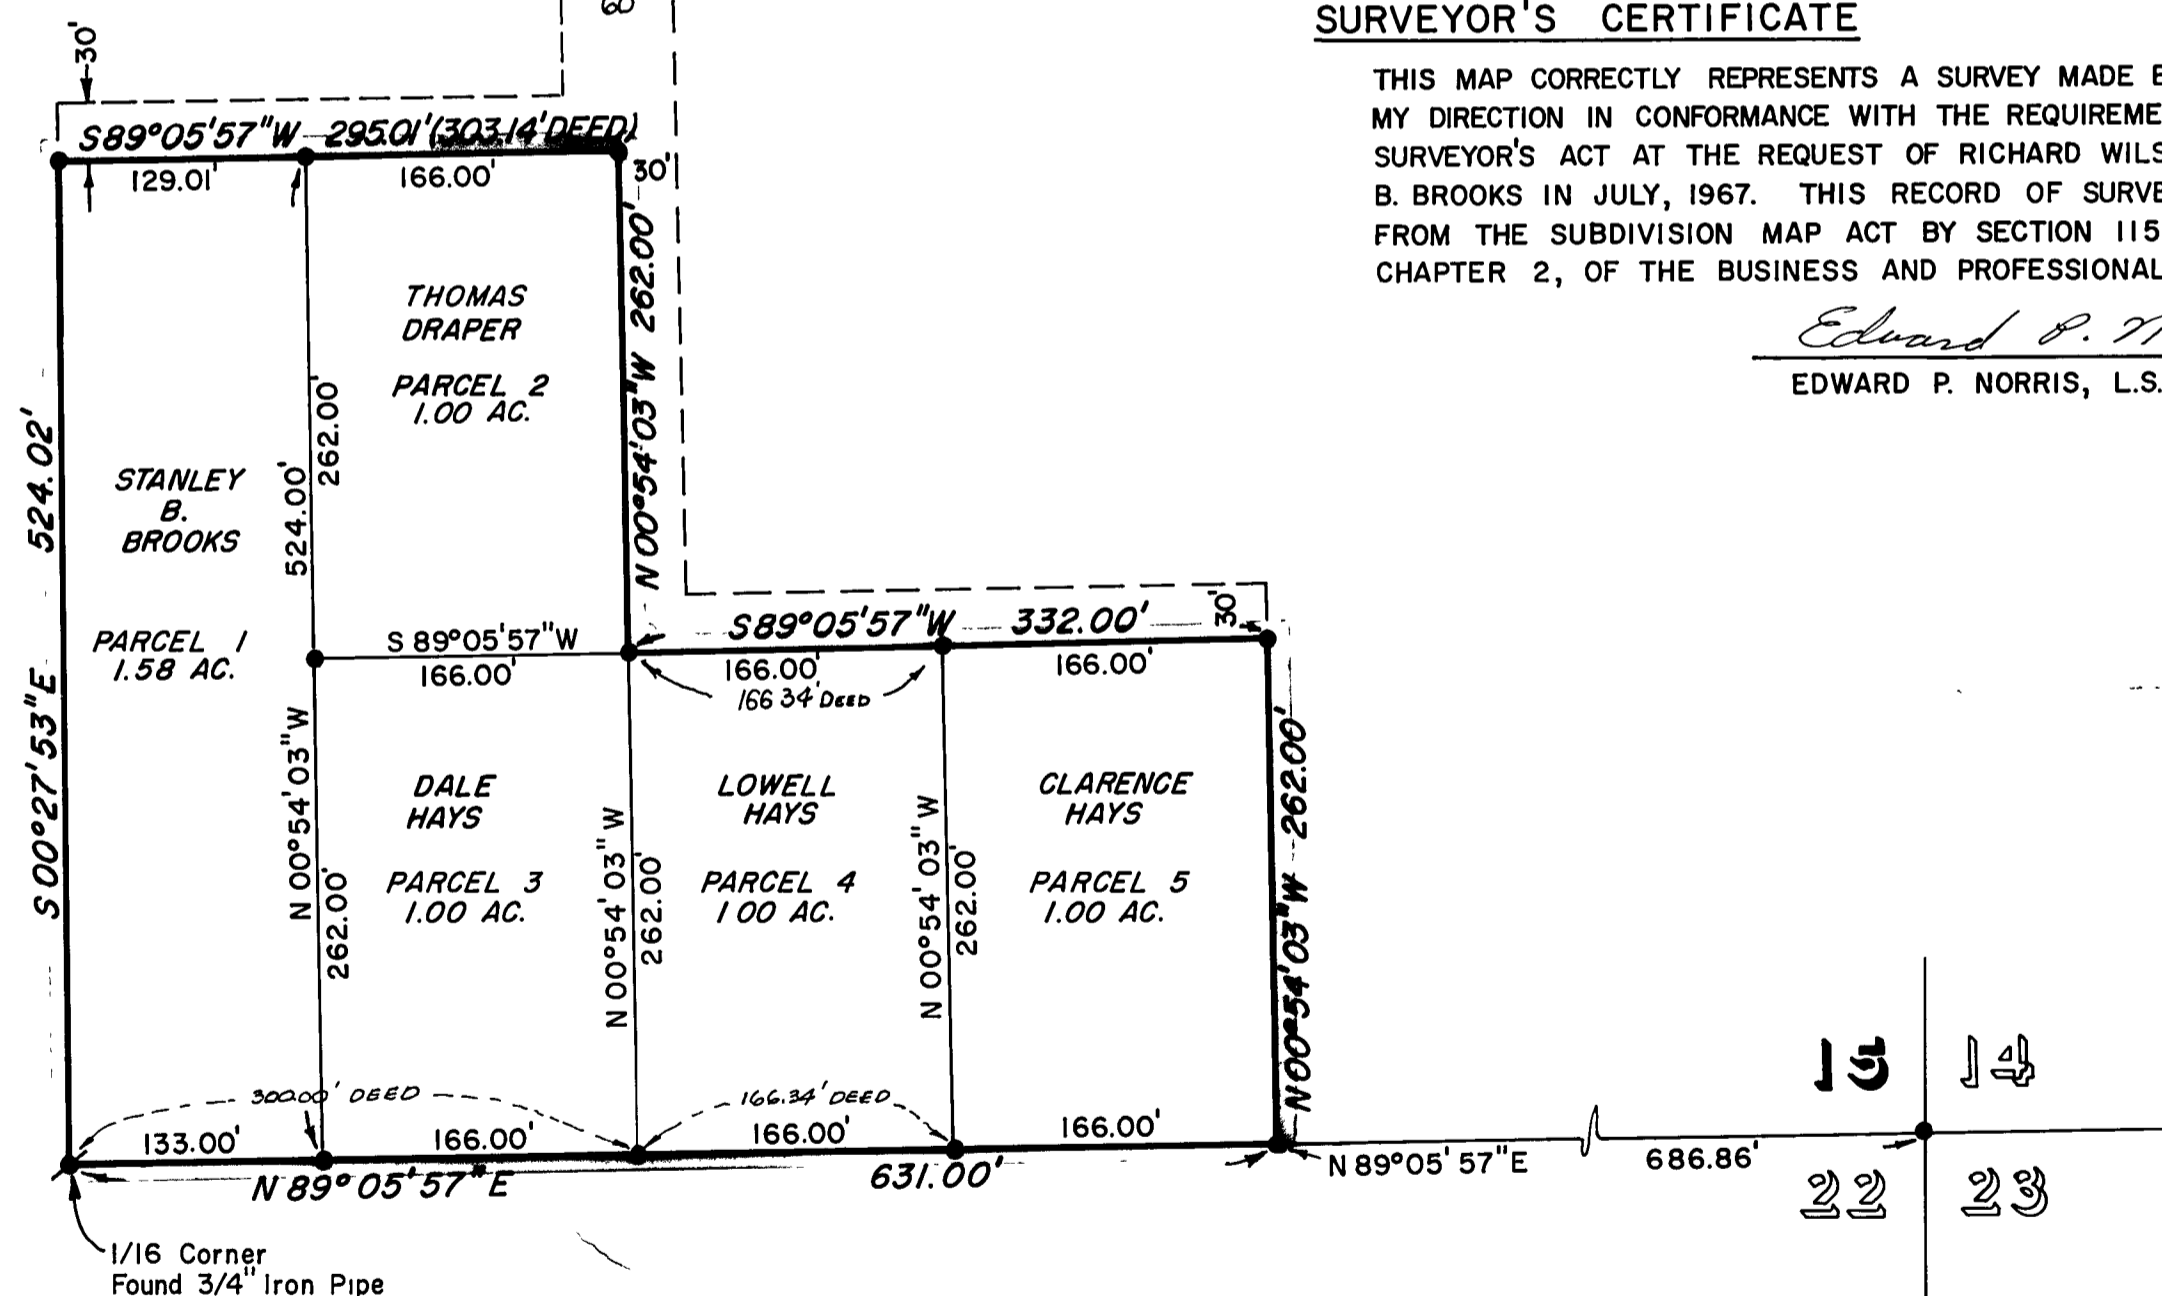 60
30'
SURVEYOR'S CERTIFICATE
THIS MAP CORRECTLY REPRESENTS A SURVEY MADE
MY DIRECTION IN CONFORMANCE WITH THE REQUIREME
SURVEYOR'S ACT AT THE REQUEST OF RICHARD WILS
B. BROOKS IN JULY, 1967. THIS RECORD OF SURVE
FROM THE SUBDIVISION MAP ACT BY SECTION 115
CHAPTER 2, OF THE BUSINESS AND PROFESSIONAL
Edward P. N
EDWARD P. NORRIS, L.S.
S89°05'57"W 295.01' (303.14' DEED)
129.01'
166.00'
30'
N 00°54'03"W 262.00'
THOMAS
DRAPER
PARCEL 2
1.00 AC.
262.00'
524.00'
S 00°27'53"E 524.02'
STANLEY
B.
BROOKS
PARCEL 1
1.58 AC.
S 89°05'57"W
166.00'
S89°05'57"W 332.00'
30'
166.00'
166 34' DEED
166.00'
N 00°54'03"W
262.00'
DALE
HAYS
PARCEL 3
1.00 AC.
N 00°54'03"W
262.00'
LOWELL
HAYS
PARCEL 4
1 00 AC.
N 00°54'03"W
262.00'
CLARENCE
HAYS
PARCEL 5
1.00 AC.
N 00°54'03"W 262.00'
300.00' DEED
166.34' DEED
133.00'
166.00'
166.00'
166.00'
N 89°05'57"E
631.00'
N 89°05'57"E
686.86'
15
14
22
23
1/16 Corner
Found 3/4" Iron Pipe